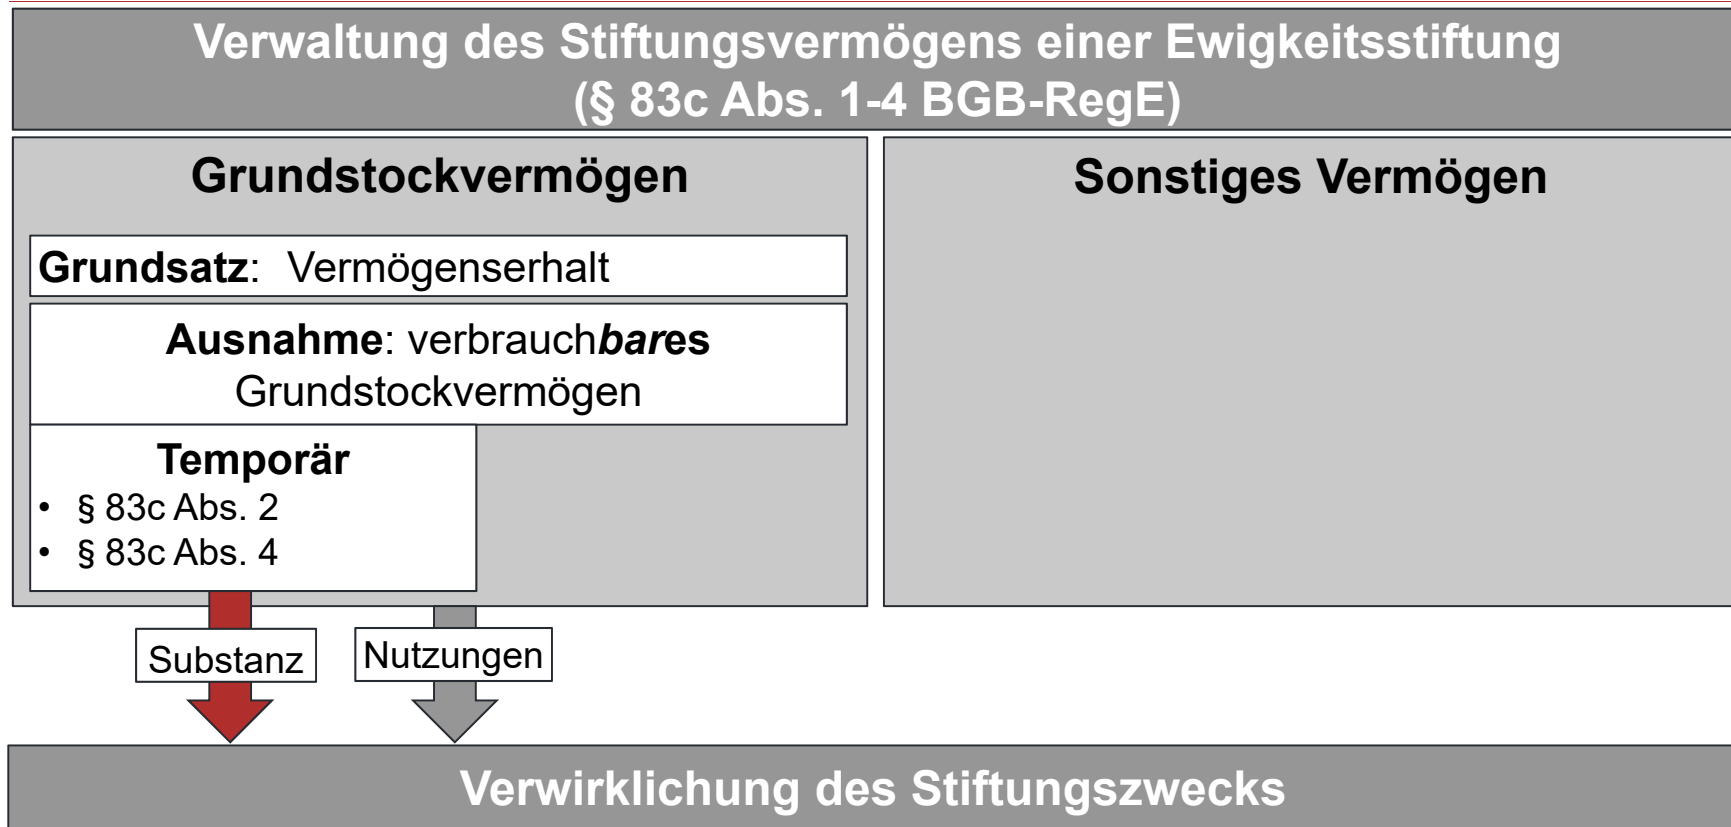 Verwaltung des Stiftungsvermögens einer Ewigkeitsstiftung
(§ 83c Abs. 1-4 BGB-RegE)
Grundstockvermögen
Grundsatz: Vermögenserhalt
Ausnahme: verbrauchbares
Grundstockvermögen
Temporär
• § 83c Abs. 2
• § 83c Abs. 4
Sonstiges Vermögen
Substanz
Nutzungen
Verwirklichung des Stiftungszwecks